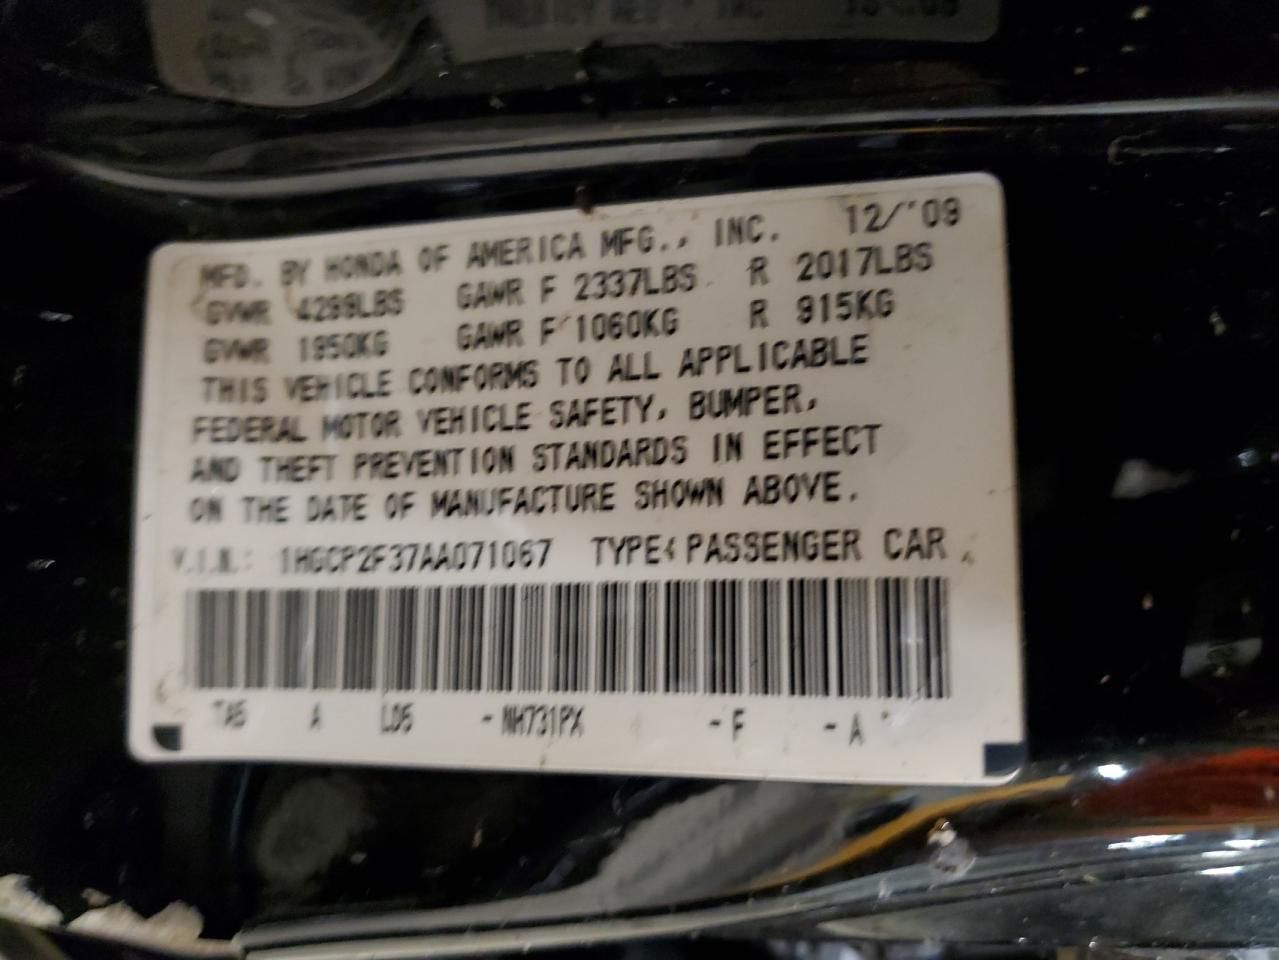 MFD. BY HONDA OF AMERICA MFG., INC. 12/'09
GVWR 4299LBS GAWR F 2337LBS R 2017LBS
GVWR 1950KG GAWR F 1060KG R 915KG
THIS VEHICLE CONFORMS TO ALL APPLICABLE
FEDERAL MOTOR VEHICLE SAFETY, BUMPER,
AND THEFT PREVENTION STANDARDS IN EFFECT
ON THE DATE OF MANUFACTURE SHOWN ABOVE.
V.I.N.: 1HGCP2F37AA071067 TYPE: PASSENGER CAR
TA5 A L05 -NH731PX -F -A